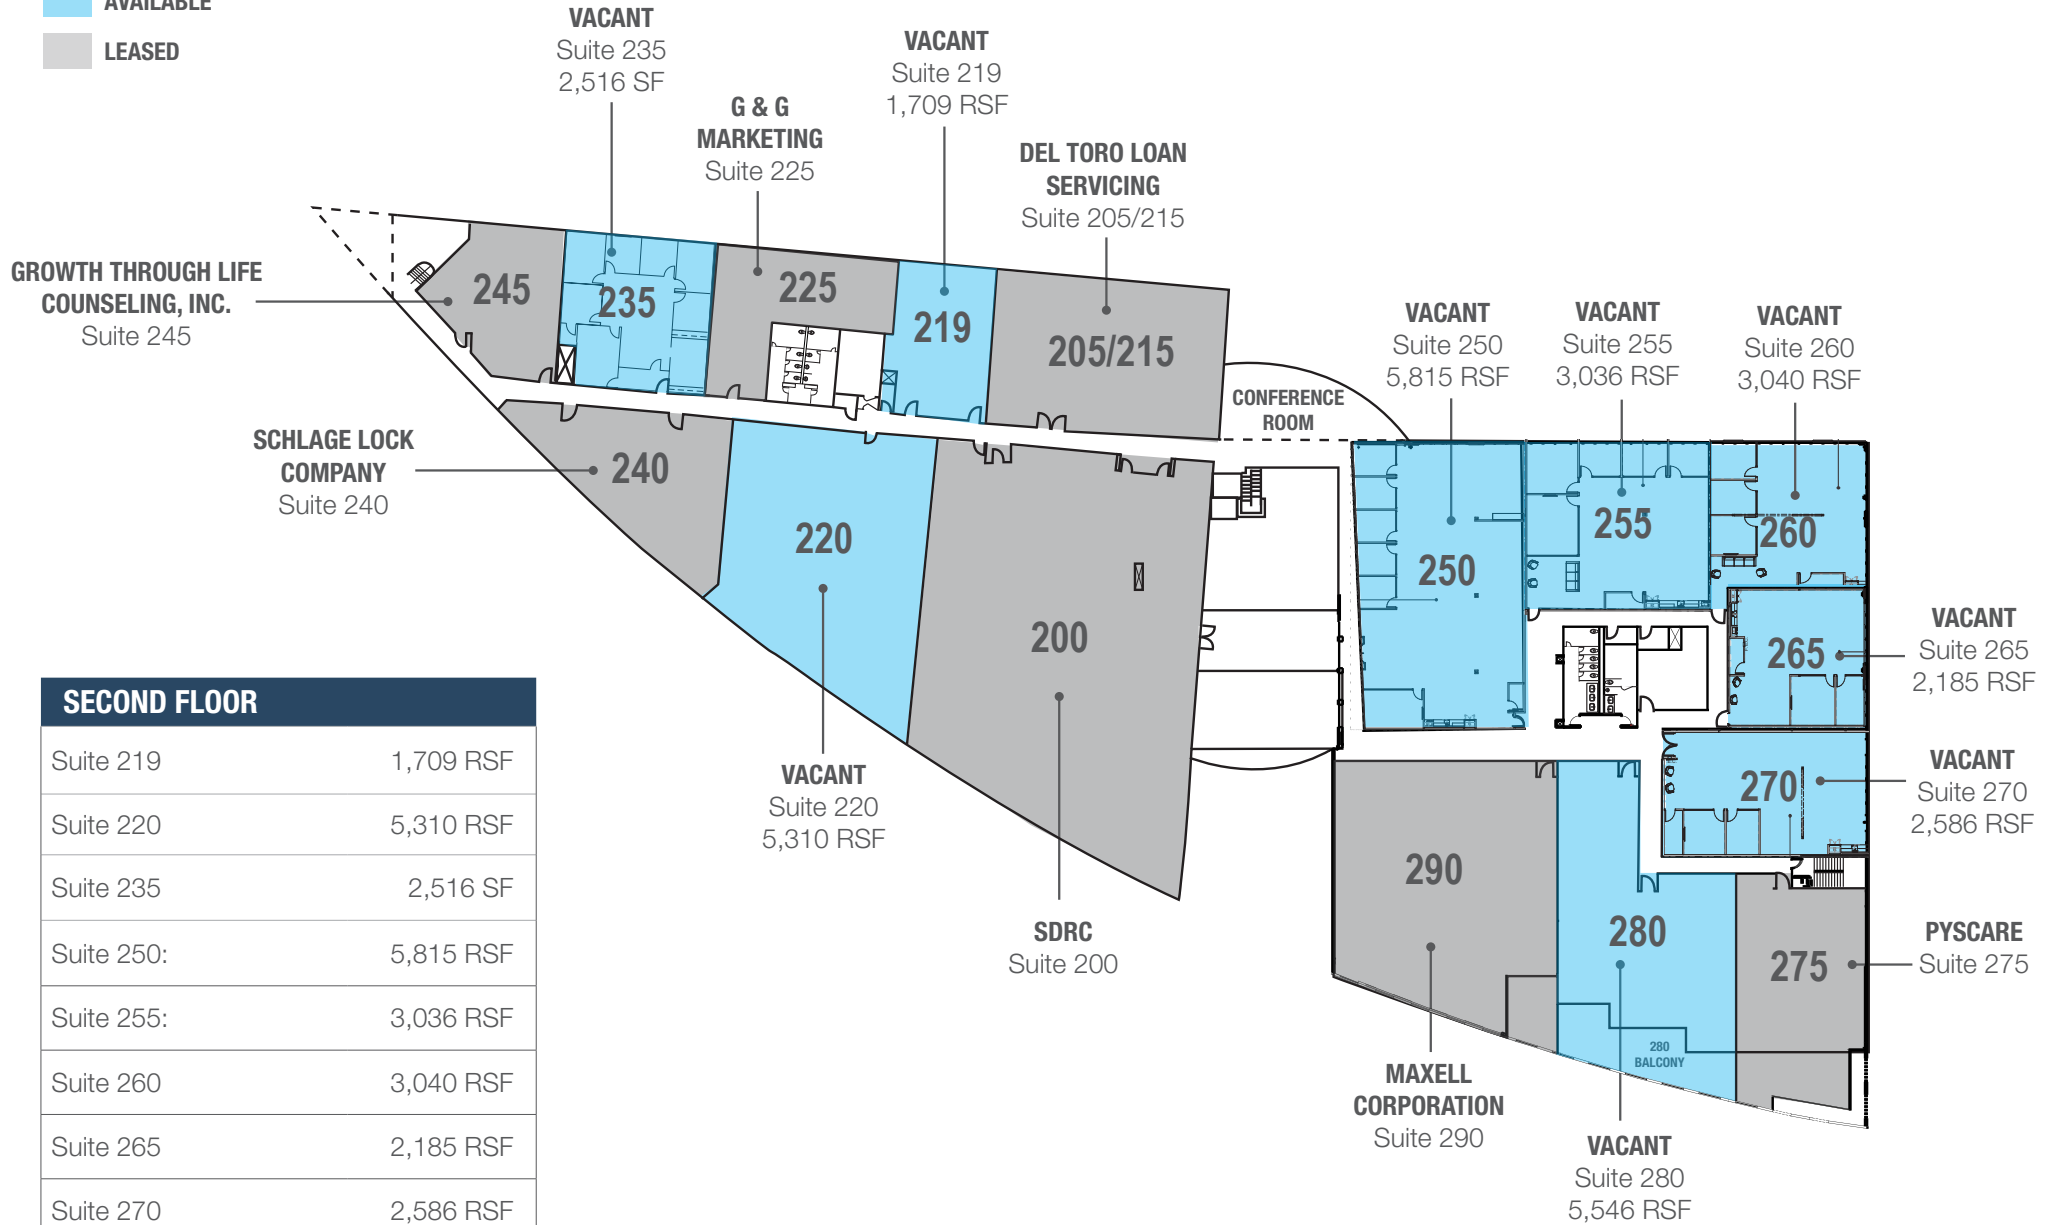 AVAILABLE
LEASED
VACANT
Suite 235
2,516 SF
G & G
MARKETING
Suite 225
VACANT
Suite 219
1,709 RSF
DEL TORO LOAN
SERVICING
Suite 205/215
GROWTH THROUGH LIFE
COUNSELING, INC.
Suite 245
245
235
225
219
205/215
CONFERENCE
ROOM
VACANT
Suite 250
5,815 RSF
VACANT
Suite 255
3,036 RSF
VACANT
Suite 260
3,040 RSF
SCHLAGE LOCK
COMPANY
Suite 240
240
220
200
250
255
260
265
270
VACANT
Suite 265
2,185 RSF
VACANT
Suite 270
2,586 RSF
VACANT
Suite 220
5,310 RSF
SDRC
Suite 200
290
280
275
280
BALCONY
PYSCARE
Suite 275
MAXELL
CORPORATION
Suite 290
VACANT
Suite 280
5,546 RSF
SECOND FLOOR
Suite 219 1,709 RSF
Suite 220 5,310 RSF
Suite 235 2,516 SF
Suite 250: 5,815 RSF
Suite 255: 3,036 RSF
Suite 260 3,040 RSF
Suite 265 2,185 RSF
Suite 270 2,586 RSF